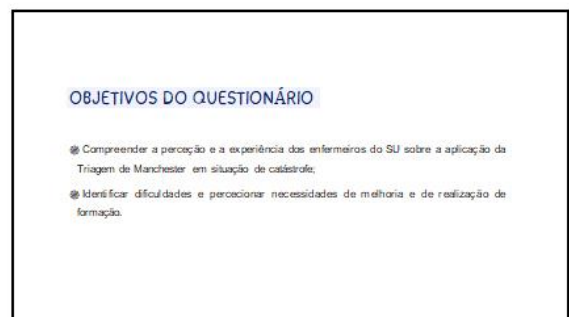 OBJETIVOS DO QUESTIONÁRIO
Compreender a perceção e a experiência dos enfermeiros do SU sobre a aplicação da
Triagem de Manchester em situação de catástrofe;
Identificar dificuldades e percecionar necessidades de melhoria e de realização de
formação.